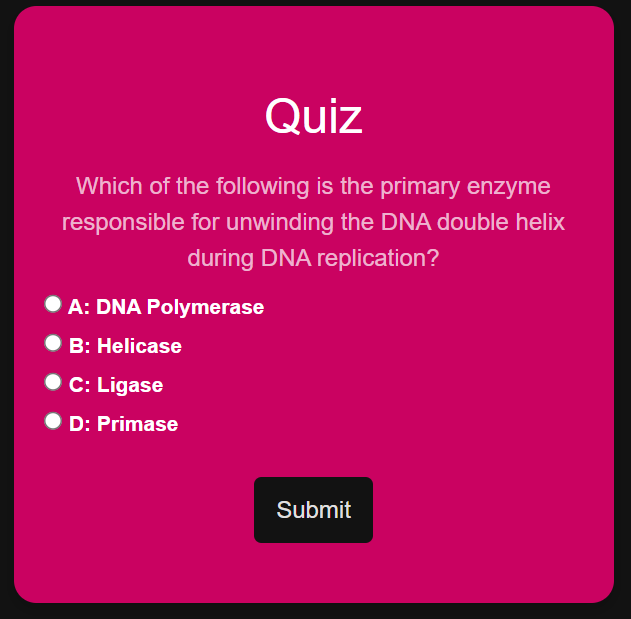 Quiz
Which of the following is the primary enzyme
responsible for unwinding the DNA double helix
during DNA replication?
A: DNA Polymerase
B: Helicase
C: Ligase
D: Primase
Submit